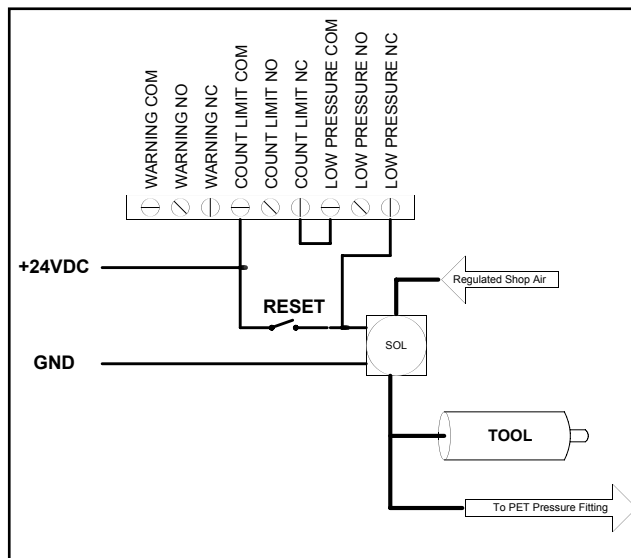 WARNING COM
WARNING NO
WARNING NC
COUNT LIMIT COM
COUNT LIMIT NO
COUNT LIMIT NC
LOW PRESSURE COM
LOW PRESSURE NO
LOW PRESSURE NC
+24VDC
Regulated Shop Air
RESET
SOL
GND
TOOL
To PET Pressure Fitting